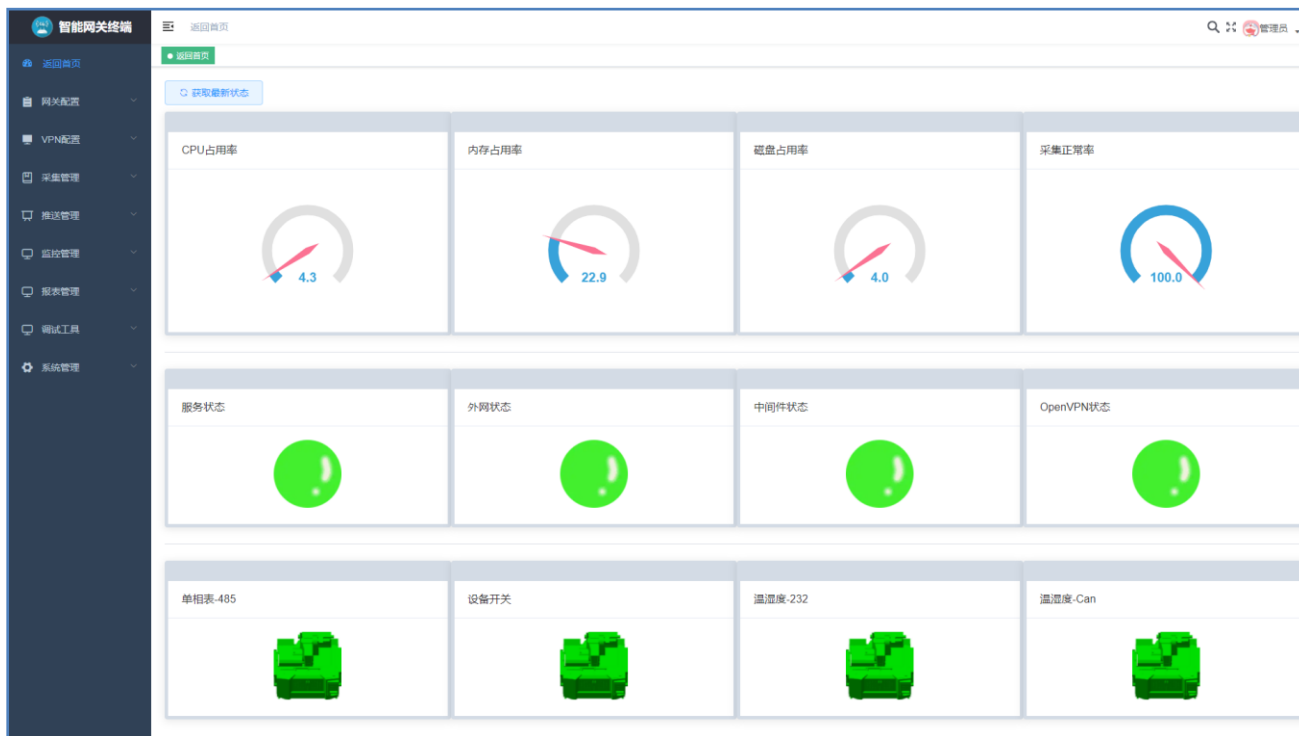 智能网关终端
返回首页
管理员
返回首页
返回首页
网关配置
VPN配置
采集管理
推送管理
监控管理
报表管理
调试工具
系统管理
获取最新状态
CPU占用率
内存占用率
磁盘占用率
采集正常率
4.3
22.9
4.0
100.0
服务状态
外网状态
中间件状态
OpenVPN状态
单相表-485
设备开关
温湿度-232
温湿度-Can